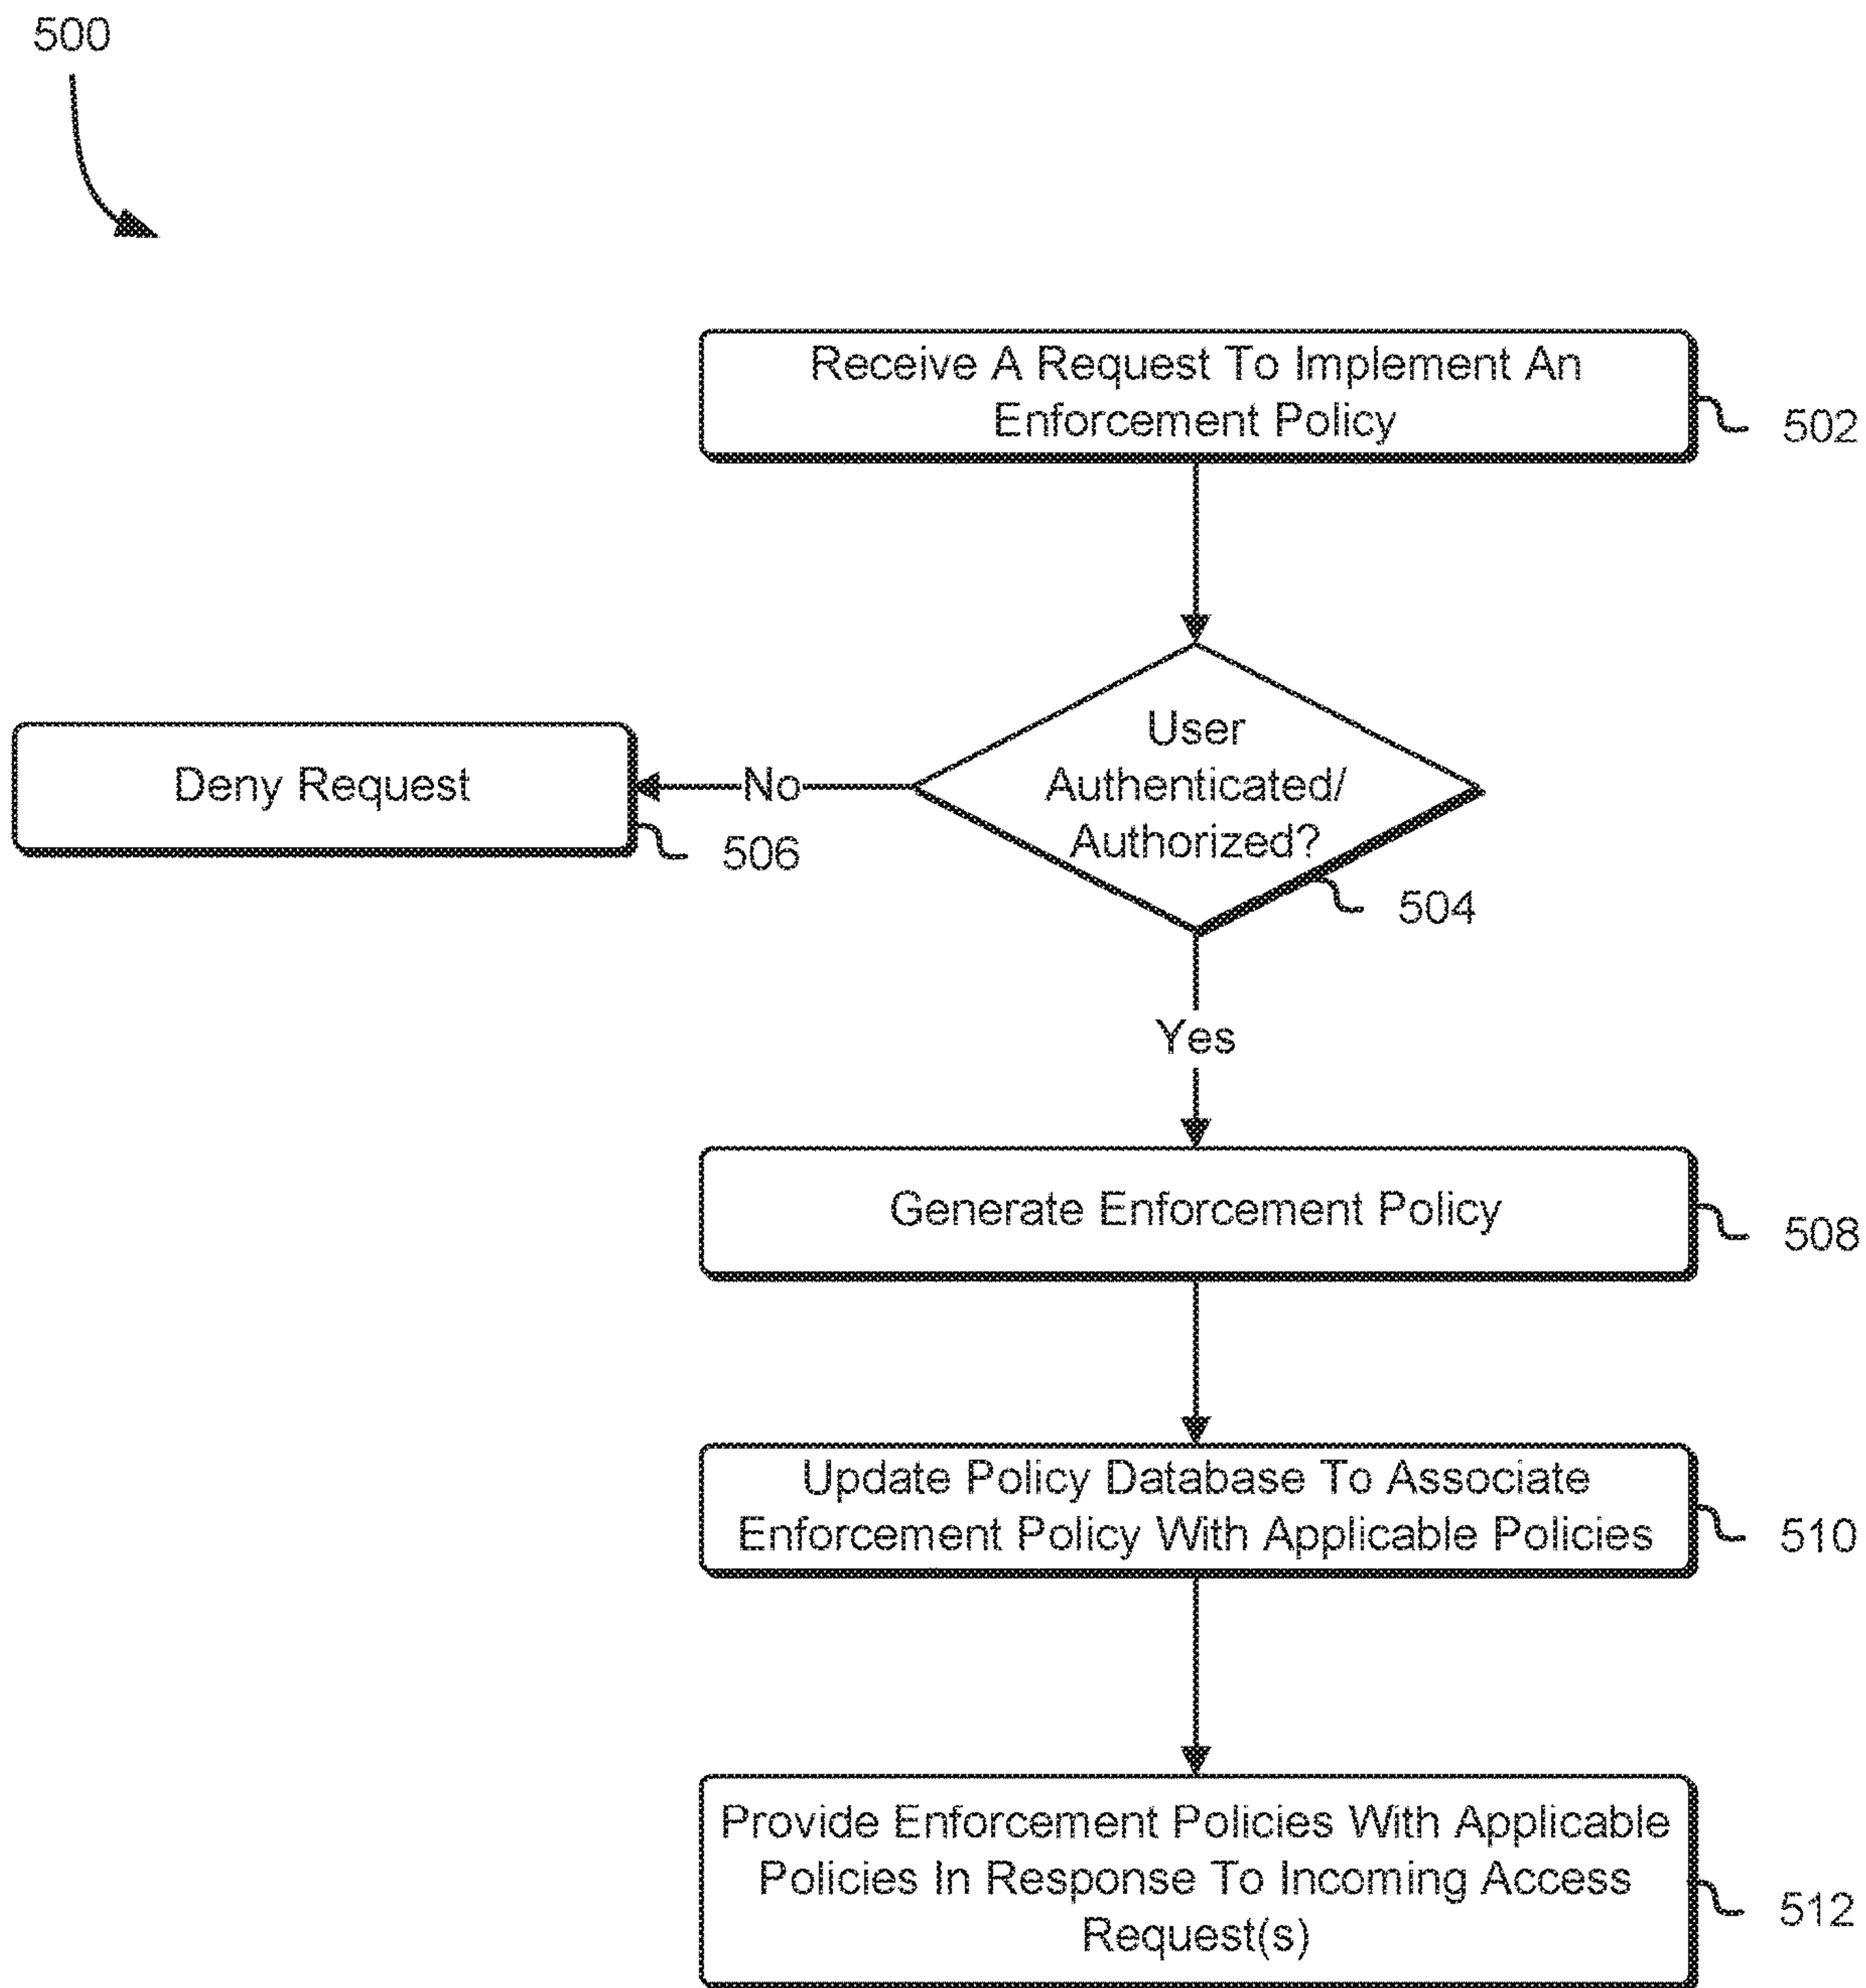 500
Receive A Request To Implement An
Enforcement Policy
502
User
Authenticated/
Authorized?
504
No
Deny Request
506
Yes
Generate Enforcement Policy
508
Update Policy Database To Associate
Enforcement Policy With Applicable Policies
510
Provide Enforcement Policies With Applicable
Policies In Response To Incoming Access
Request(s)
512